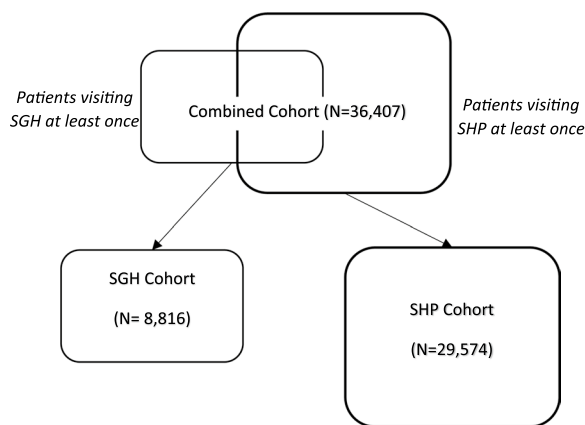 Patients visiting
SGH at least once
Combined Cohort (N=36,407)
Patients visiting
SHP at least once
SGH Cohort
(N= 8,816)
SHP Cohort
(N=29,574)